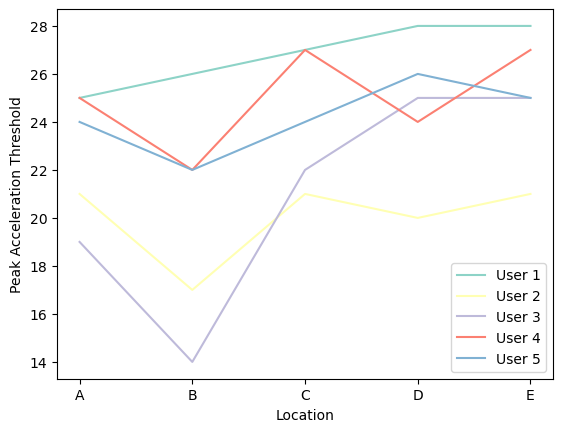 28
26
24
22
20
18
16
14
Peak Acceleration Threshold
A B C D E
Location
User 1
User 2
User 3
User 4
User 5